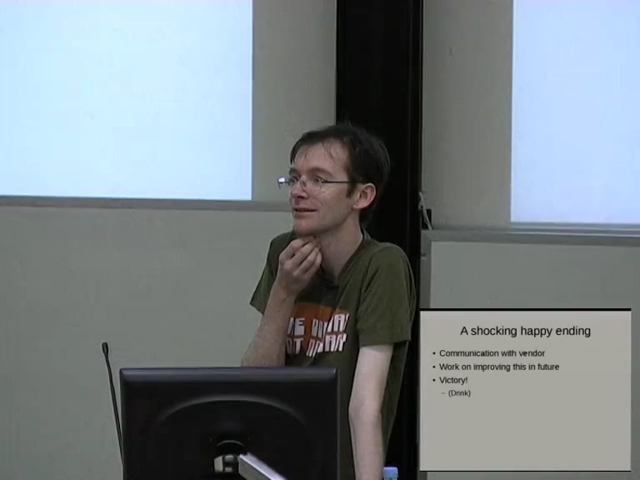 A shocking happy ending
• Communication with vendor
• Work on improving this in future
• Victory!
– (Drink)